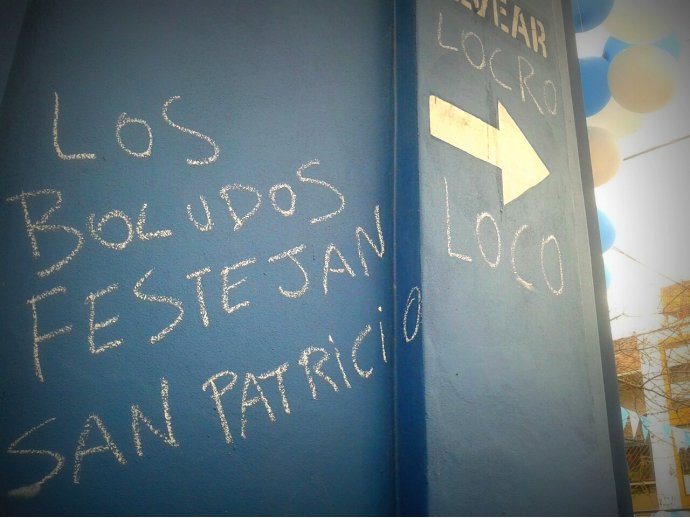 LOS
BOLUDOS
FESTEJAN
SAN PATRICIO
LOCRO
LOCO